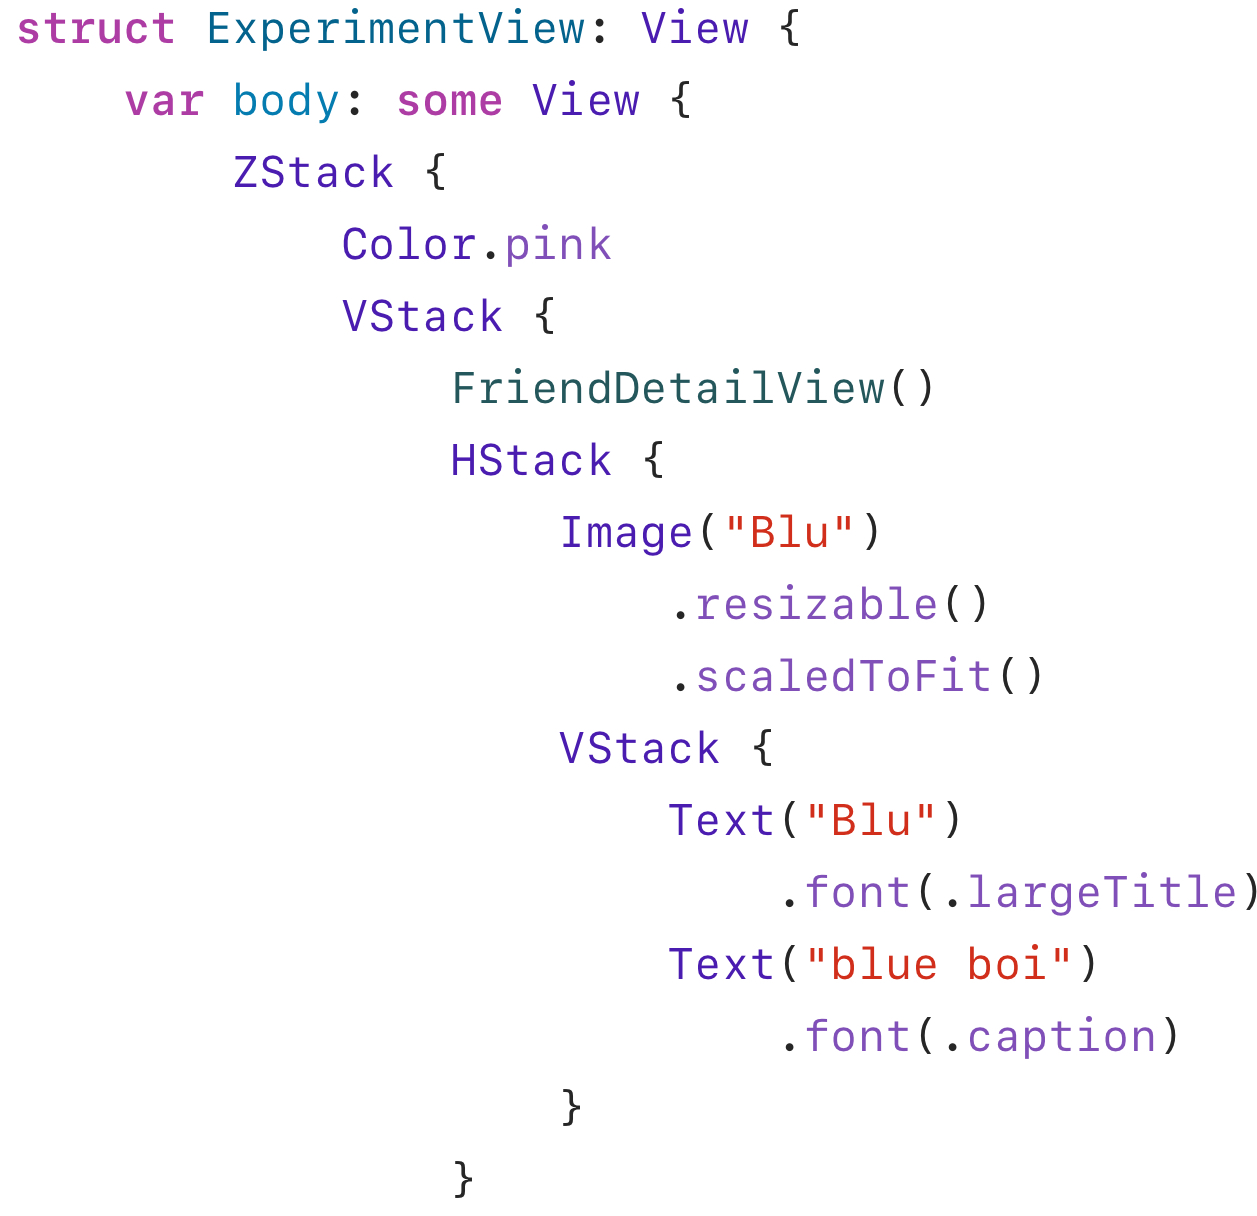 struct ExperimentView: View {
    var body: some View {
        ZStack {
            Color.pink
            VStack {
                FriendDetailView()
                HStack {
                    Image("Blu")
                        .resizable()
                        .scaledToFit()
                    VStack {
                        Text("Blu")
                            .font(.largeTitle)
                        Text("blue boi")
                            .font(.caption)
                    }
                }